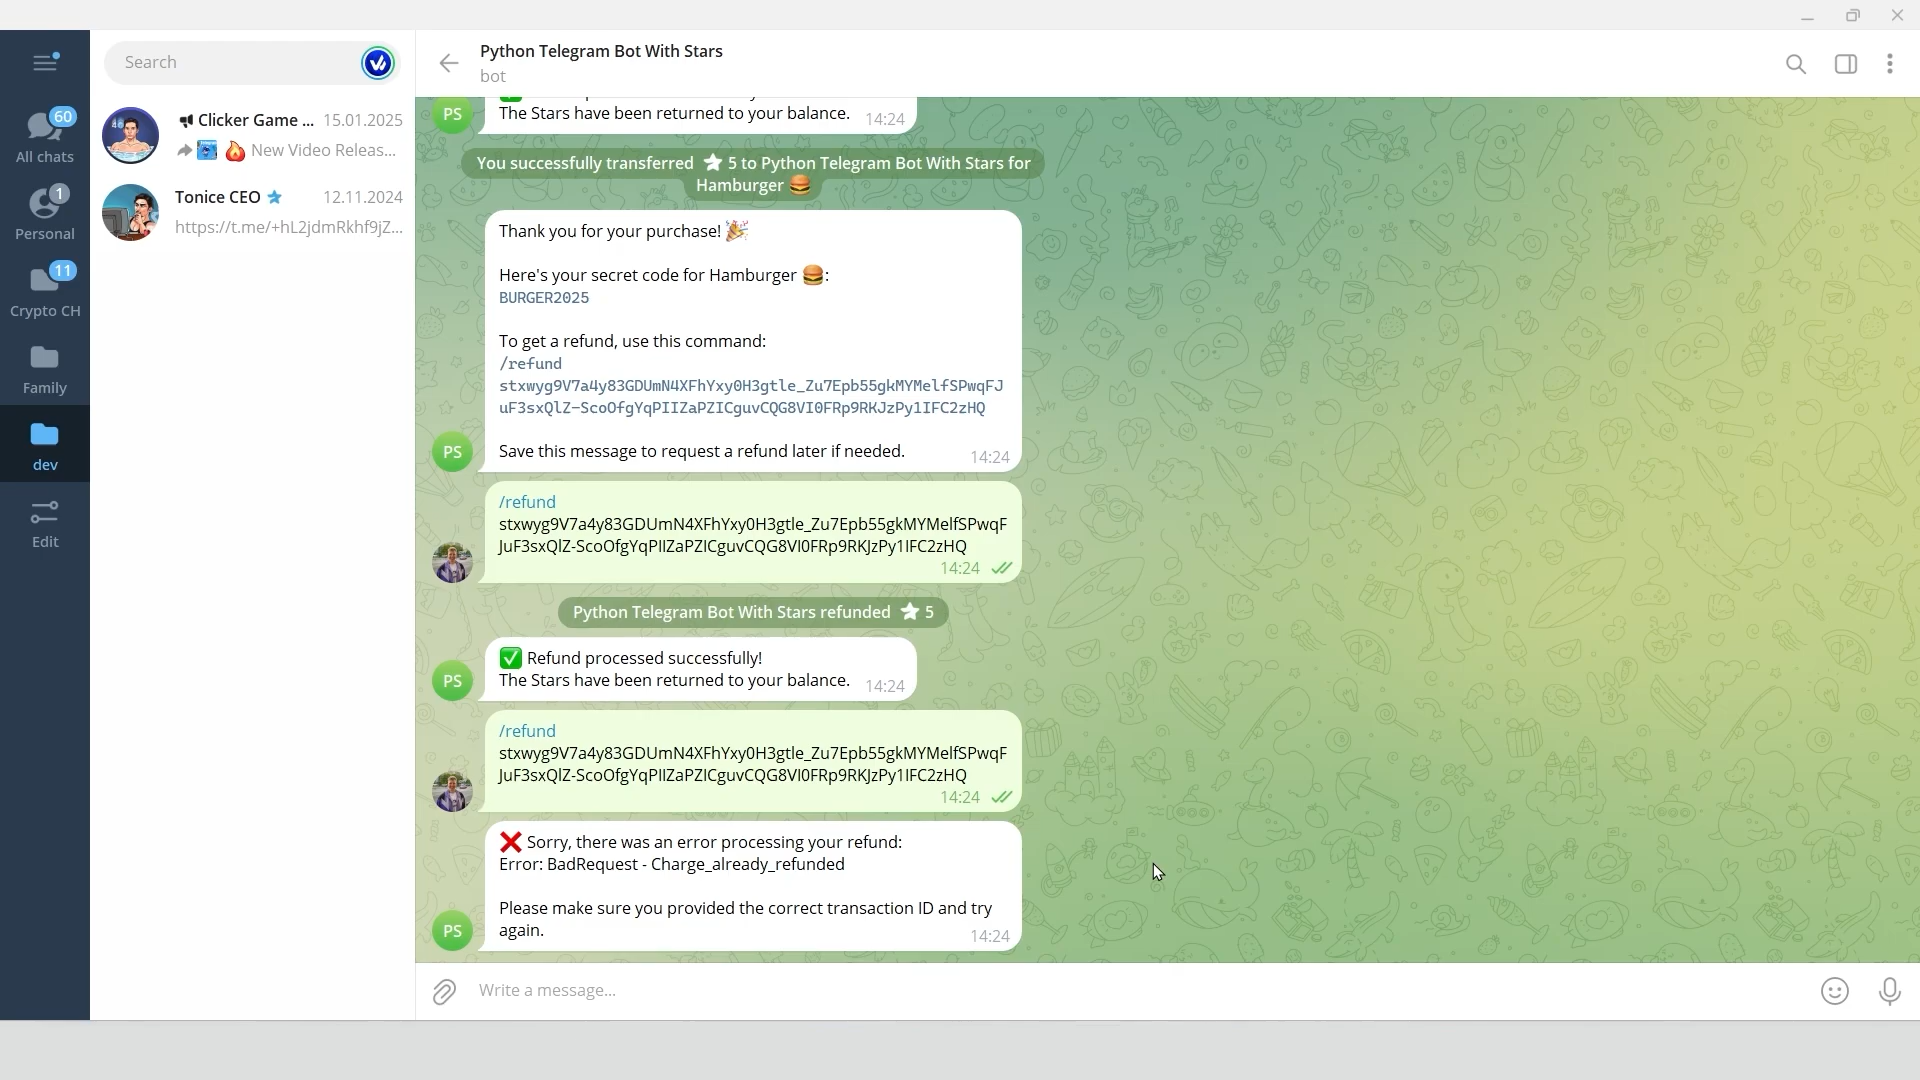 Search
60
All chats
1
Personal
11
Crypto CH
Family
dev
Edit
Clicker Game ... 15.01.2025
New Video Releas...
Tonice CEO 12.11.2024
https://t.me/+hL2jdmRkhf9jZ...
Python Telegram Bot With Stars
bot
PS
The Stars have been returned to your balance. 14:24
You successfully transferred ⭐ 5 to Python Telegram Bot With Stars for
Hamburger 🍔
Thank you for your purchase! 🎉
Here's your secret code for Hamburger 🍔:
BURGER2025
To get a refund, use this command:
/refund
stxwyg9V7a4y83GDUmN4XFhYxy0H3gtle_Zu7Epb55gkMYMelfSPwqFJ
uF3sxQlZ-ScoOfgYqPIIZaPZICguvCQG8VI0FRp9RKJzPy1IFC2zHQ
Save this message to request a refund later if needed. 14:24
PS
/refund
stxwyg9V7a4y83GDUmN4XFhYxy0H3gtle_Zu7Epb55gkMYMelfSPwqF
JuF3sxQlZ-ScoOfgYqPIIZaPZICguvCQG8VI0FRp9RKJzPy1IFC2zHQ
14:24
Python Telegram Bot With Stars refunded ⭐ 5
✅ Refund processed successfully!
The Stars have been returned to your balance. 14:24
PS
/refund
stxwyg9V7a4y83GDUmN4XFhYxy0H3gtle_Zu7Epb55gkMYMelfSPwqF
JuF3sxQlZ-ScoOfgYqPIIZaPZICguvCQG8VI0FRp9RKJzPy1IFC2zHQ
14:24
❌ Sorry, there was an error processing your refund:
Error: BadRequest - Charge_already_refunded
Please make sure you provided the correct transaction ID and try
again. 14:24
PS
Write a message...